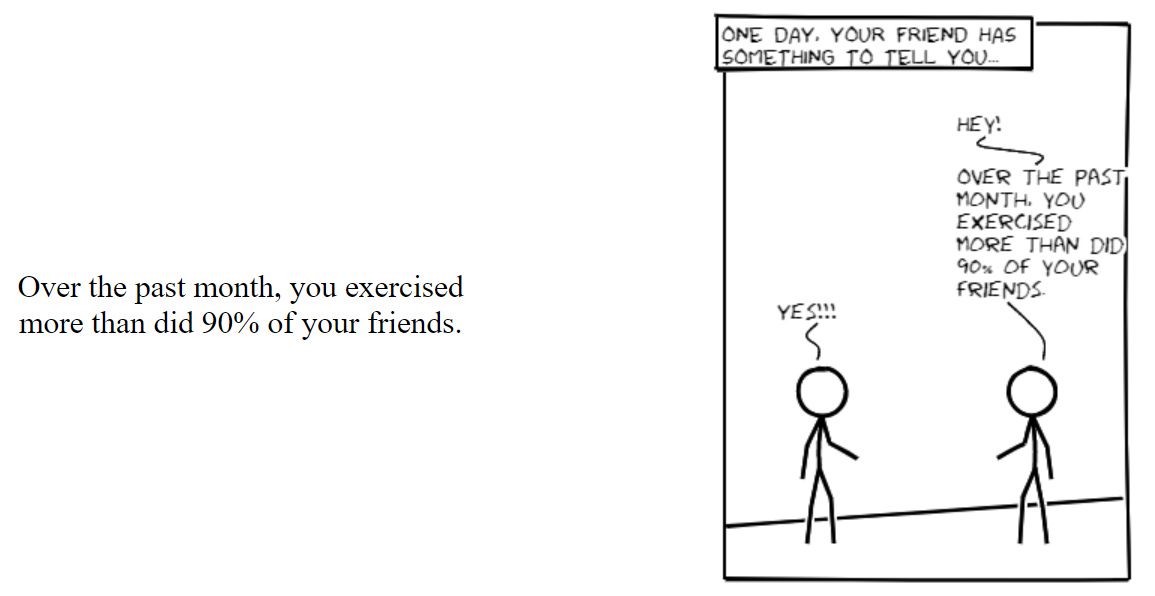 Over the past month, you exercised
more than did 90% of your friends.
ONE DAY, YOUR FRIEND HAS
SOMETHING TO TELL YOU...
HEY!
OVER THE PAST
MONTH, YOU
EXERCISED
MORE THAN DID
90% OF YOUR
FRIENDS.
YES!!!